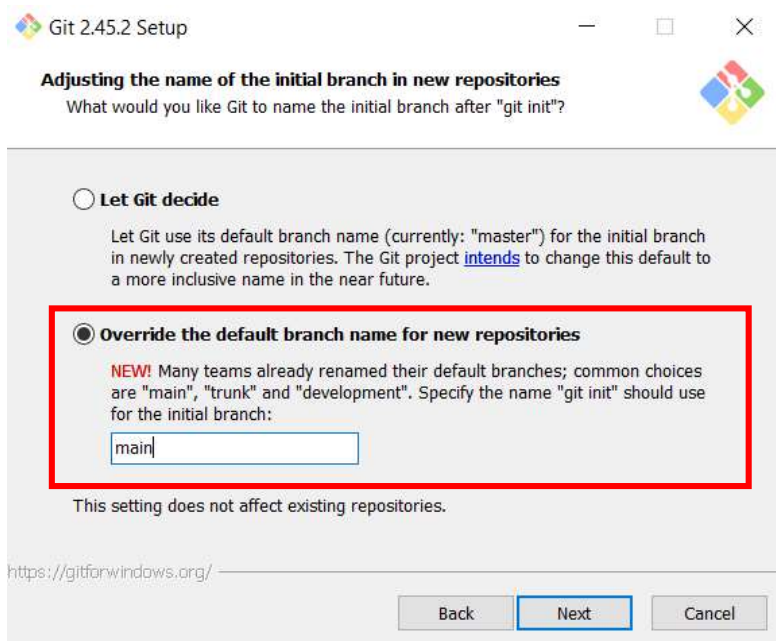 Git 2.45.2 Setup
Adjusting the name of the initial branch in new repositories
What would you like Git to name the initial branch after "git init"?
Let Git decide
Let Git use its default branch name (currently: "master") for the initial branch
in newly created repositories. The Git project intends to change this default to
a more inclusive name in the near future.
Override the default branch name for new repositories
NEW! Many teams already renamed their default branches; common choices
are "main", "trunk" and "development". Specify the name "git init" should use
for the initial branch:
main
This setting does not affect existing repositories.
https://gitforwindows.org/
Back Next Cancel